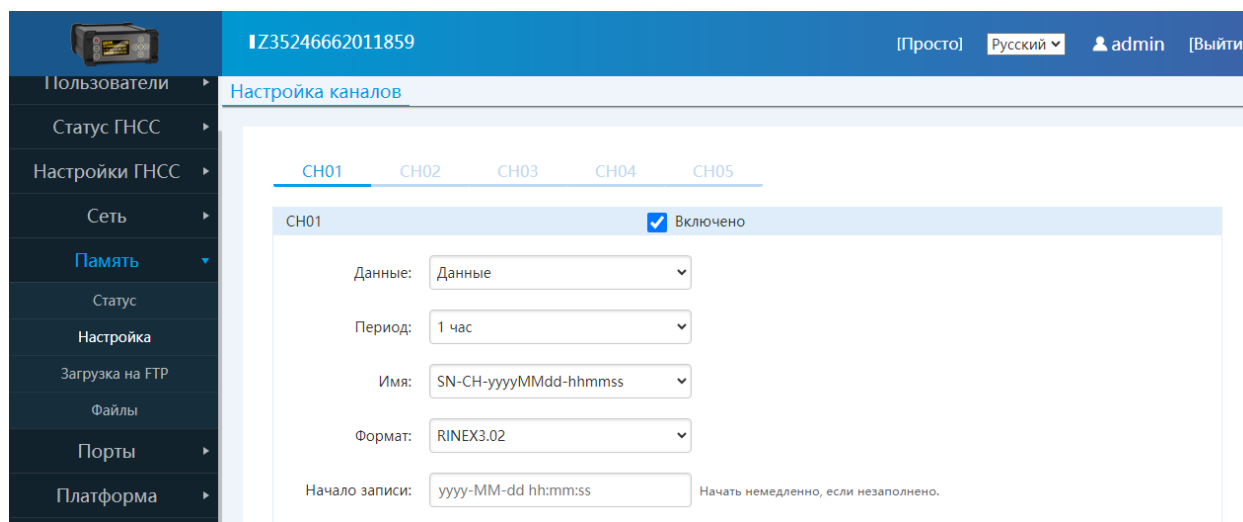 IZ35246662011859
[Просто]
Русский
admin
[Выйти
Пользователи
Статус ГНСС
Настройки ГНСС
Сеть
Память
Статус
Настройка
Загрузка на FTP
Файлы
Порты
Платформа
Настройка каналов
CH01 CH02 CH03 CH04 CH05
CH01 Включено
Данные: Данные
Период: 1 час
Имя: SN-CH-yyyyMMdd-hhmmss
Формат: RINEX3.02
Начало записи: yyyy-MM-dd hh:mm:ss Начать немедленно, если незаполнено.